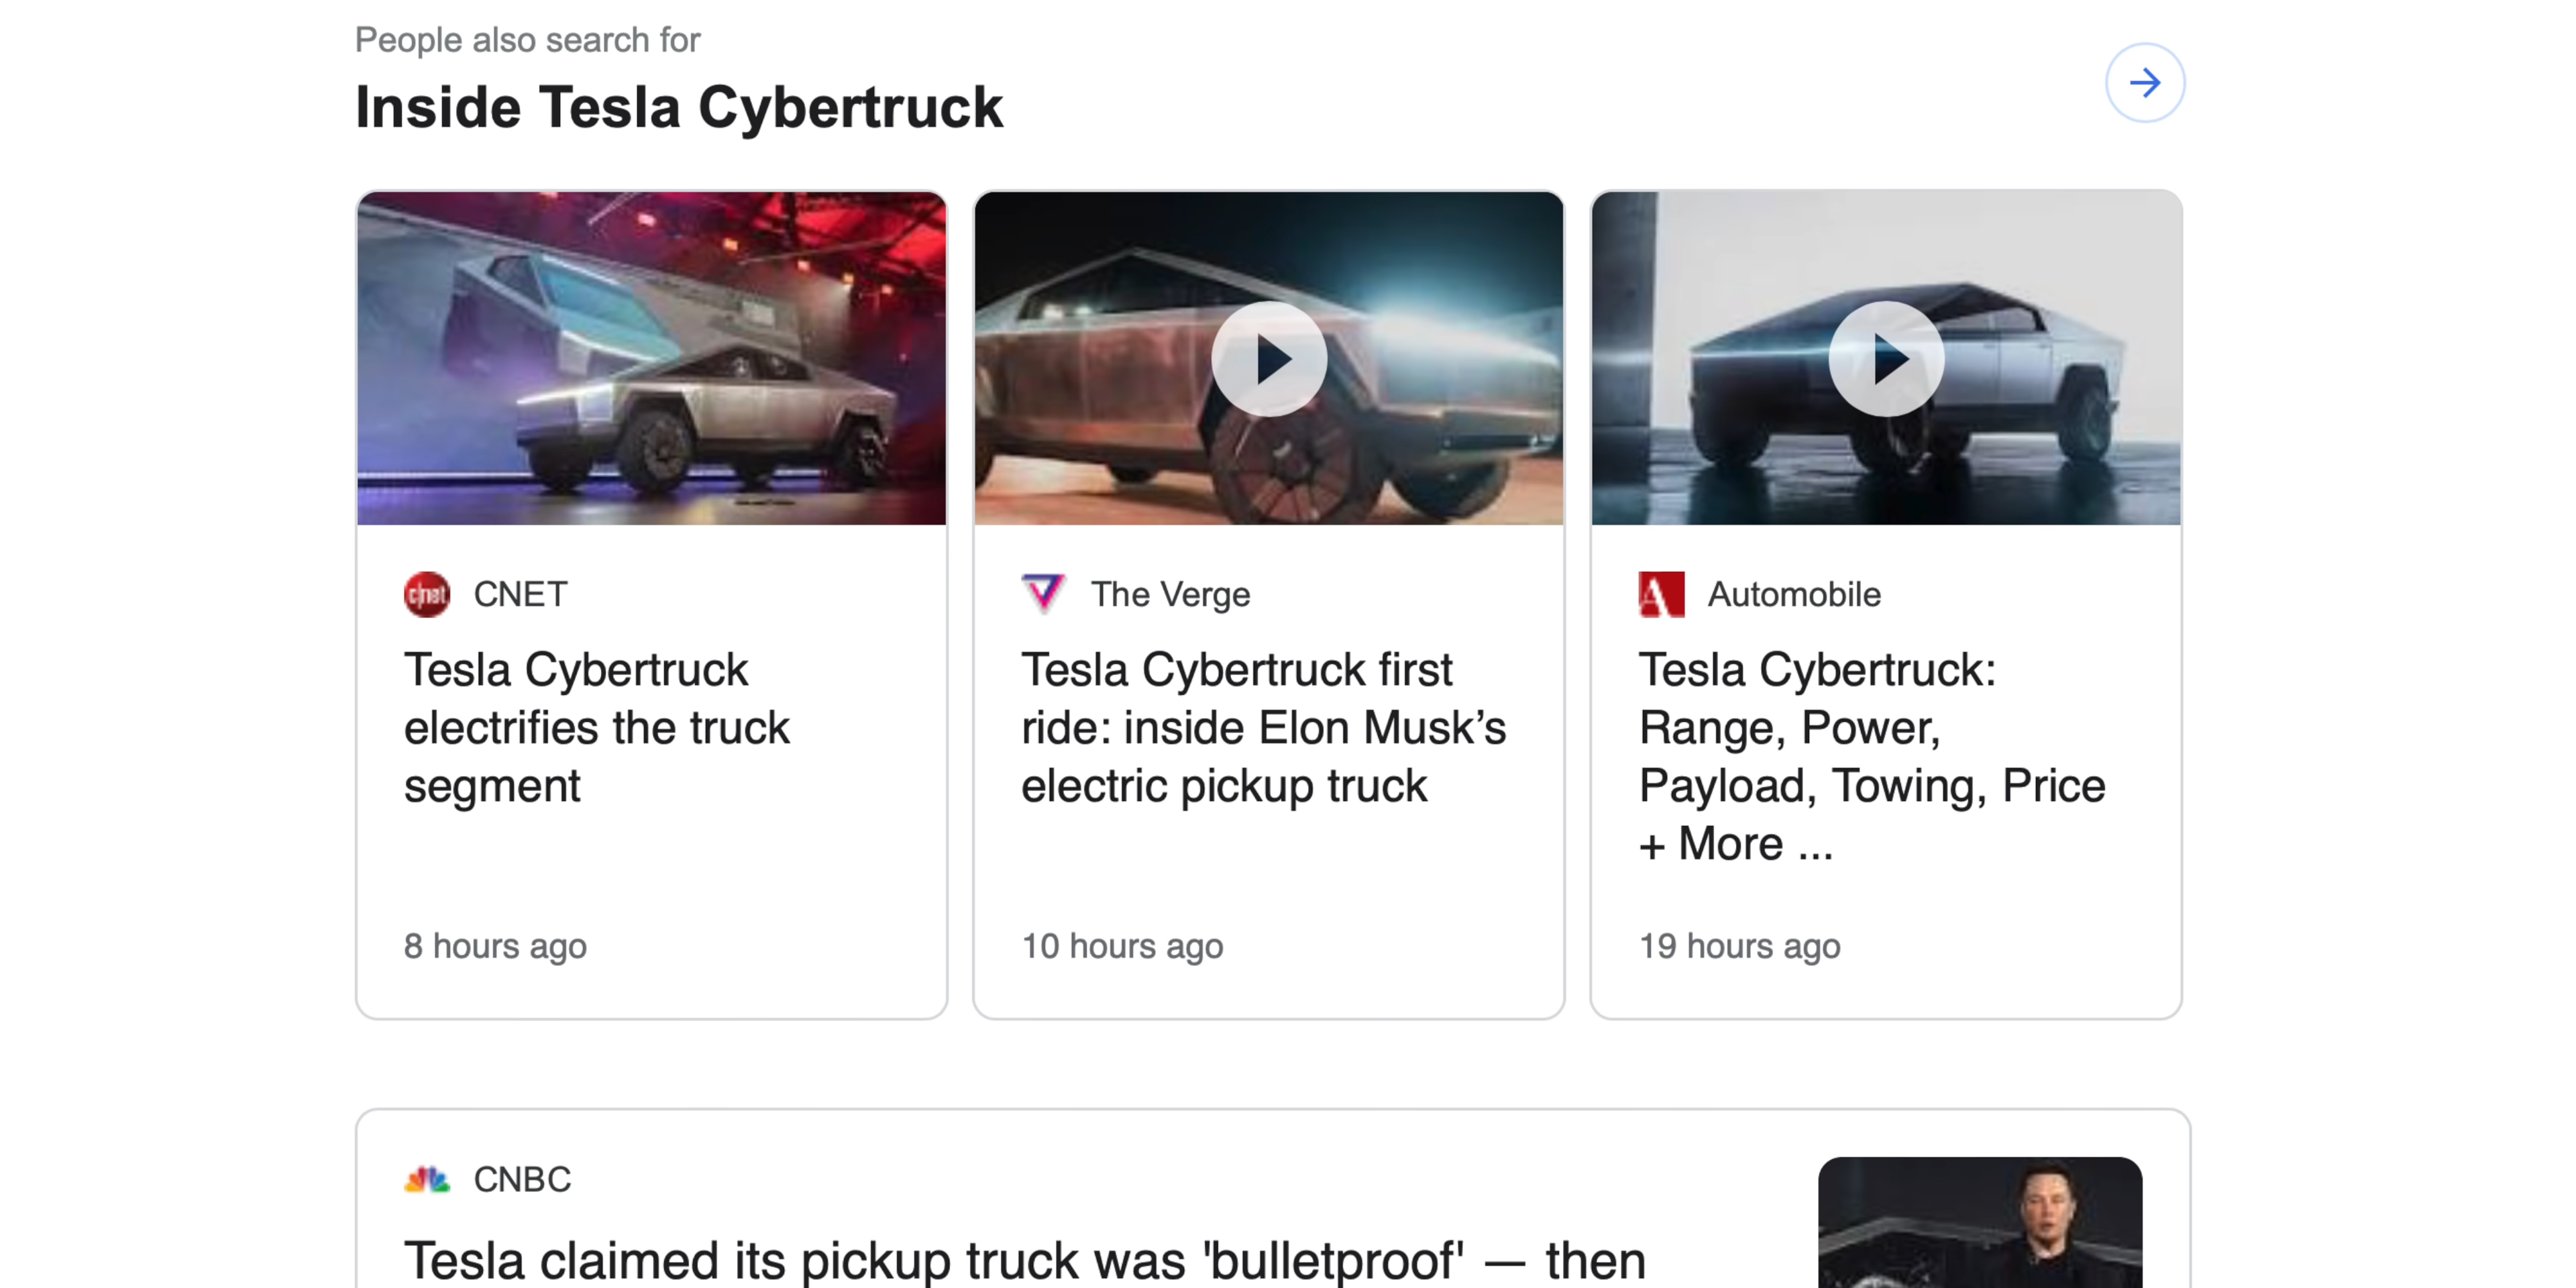 People also search for
Inside Tesla Cybertruck
c|net
CNET
Tesla Cybertruck
electrifies the truck
segment
8 hours ago
The Verge
Tesla Cybertruck first
ride: inside Elon Musk’s
electric pickup truck
10 hours ago
A
Automobile
Tesla Cybertruck:
Range, Power,
Payload, Towing, Price
+ More ...
19 hours ago
CNBC
Tesla claimed its pickup truck was 'bulletproof' — then